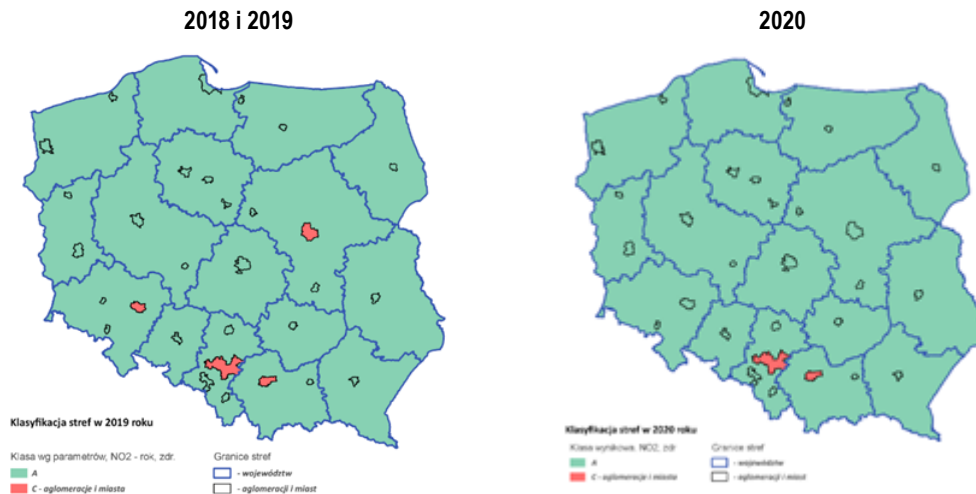 2018 i 2019
2020
Klasyfikacja stref w 2019 roku
Klasa wg parametrów, NO2 - rok, zdr.
Granice stref
A
- województw
C - aglomeracje i miasta
- aglomeracji i miast
Klasyfikacja stref w 2020 roku
Klasa wynikowa, NO2, zdr
Granice stref
A
- województw
C - aglomeracje i miasta
- aglomeracji i miast